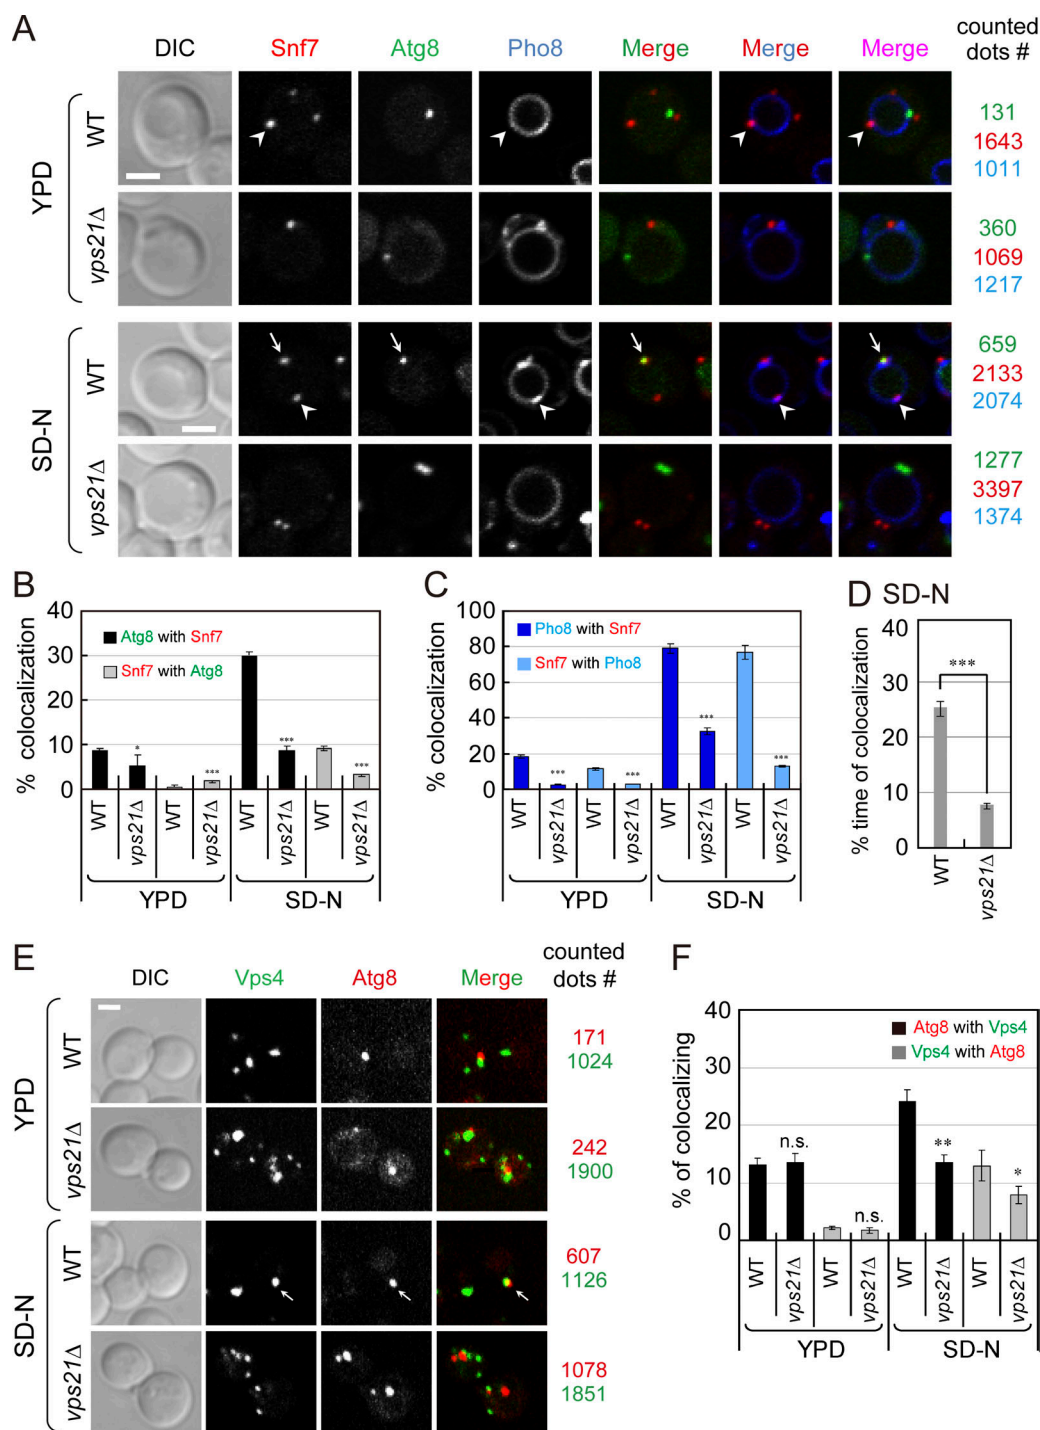 A
DIC Snf7 Atg8 Pho8 Merge Merge Merge counted dots #
YPD
WT
131
1643
1011
vps21Δ
360
1069
1217
SD-N
WT
659
2133
2074
vps21Δ
1277
3397
1374
B
% colocalization
40
30
20
10
0
Atg8 with Snf7
Snf7 with Atg8
* *** *** ***
WT vps21Δ WT vps21Δ WT vps21Δ WT vps21Δ
YPD SD-N
C
% colocalization
100
80
60
40
20
0
Pho8 with Snf7
Snf7 with Pho8
*** *** *** ***
WT vps21Δ WT vps21Δ WT vps21Δ WT vps21Δ
YPD SD-N
D SD-N
% time of colocalization
40
30
20
10
0
***
WT vps21Δ
E
DIC Vps4 Atg8 Merge counted dots #
YPD
WT
171
1024
vps21Δ
242
1900
SD-N
WT
607
1126
vps21Δ
1078
1851
F
% of colocalizing
40
30
20
10
0
Atg8 with Vps4
Vps4 with Atg8
n.s. n.s. ** *
WT vps21Δ WT vps21Δ WT vps21Δ WT vps21Δ
YPD SD-N